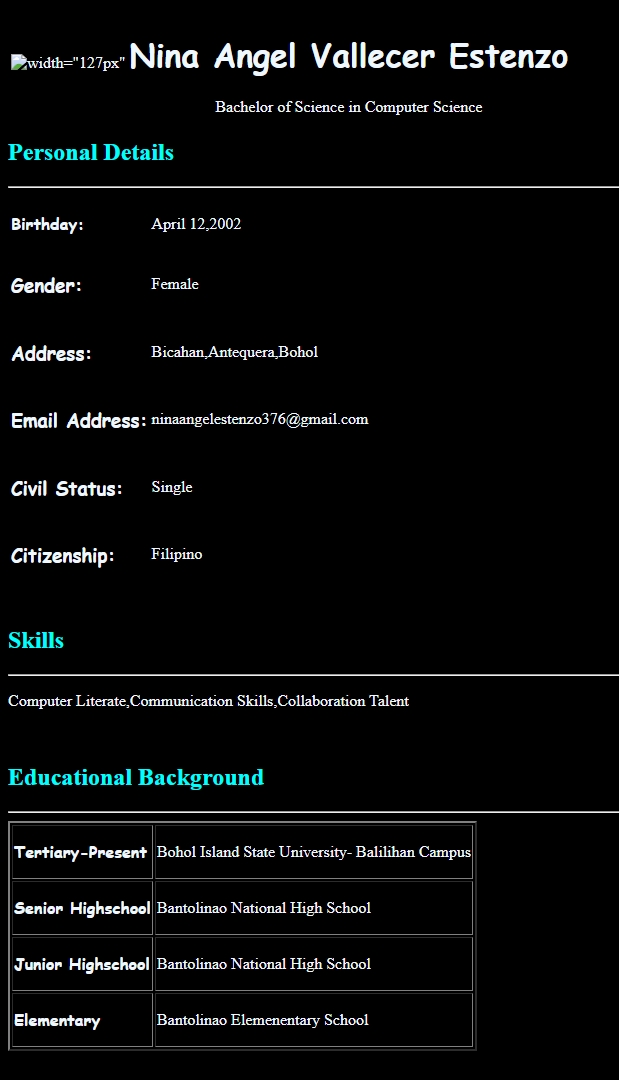 width="127px" Nina Angel Vallecer Estenzo
Bachelor of Science in Computer Science
Personal Details
Birthday: April 12,2002
Gender: Female
Address: Bicahan,Antequera,Bohol
Email Address: ninaangelestenzo376@gmail.com
Civil Status: Single
Citizenship: Filipino
Skills
Computer Literate,Communication Skills,Collaboration Talent
Educational Background
Tertiary-Present Bohol Island State University- Balilihan Campus
Senior Highschool Bantolinao National High School
Junior Highschool Bantolinao National High School
Elementary Bantolinao Elemenentary School